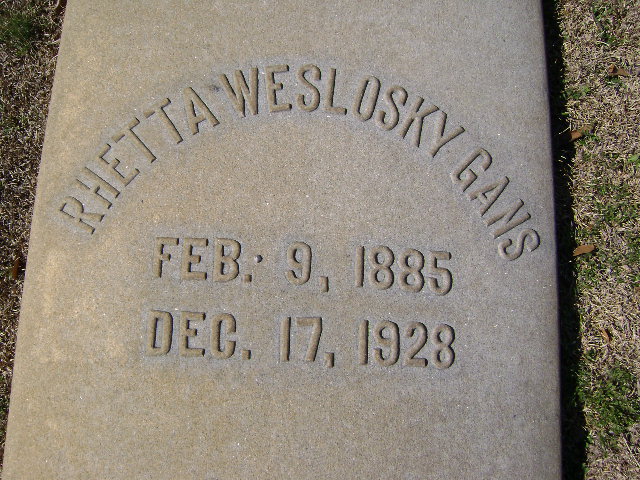 RHETTA WESLOSKY GANS
FEB. 9, 1885
DEC. 17, 1928